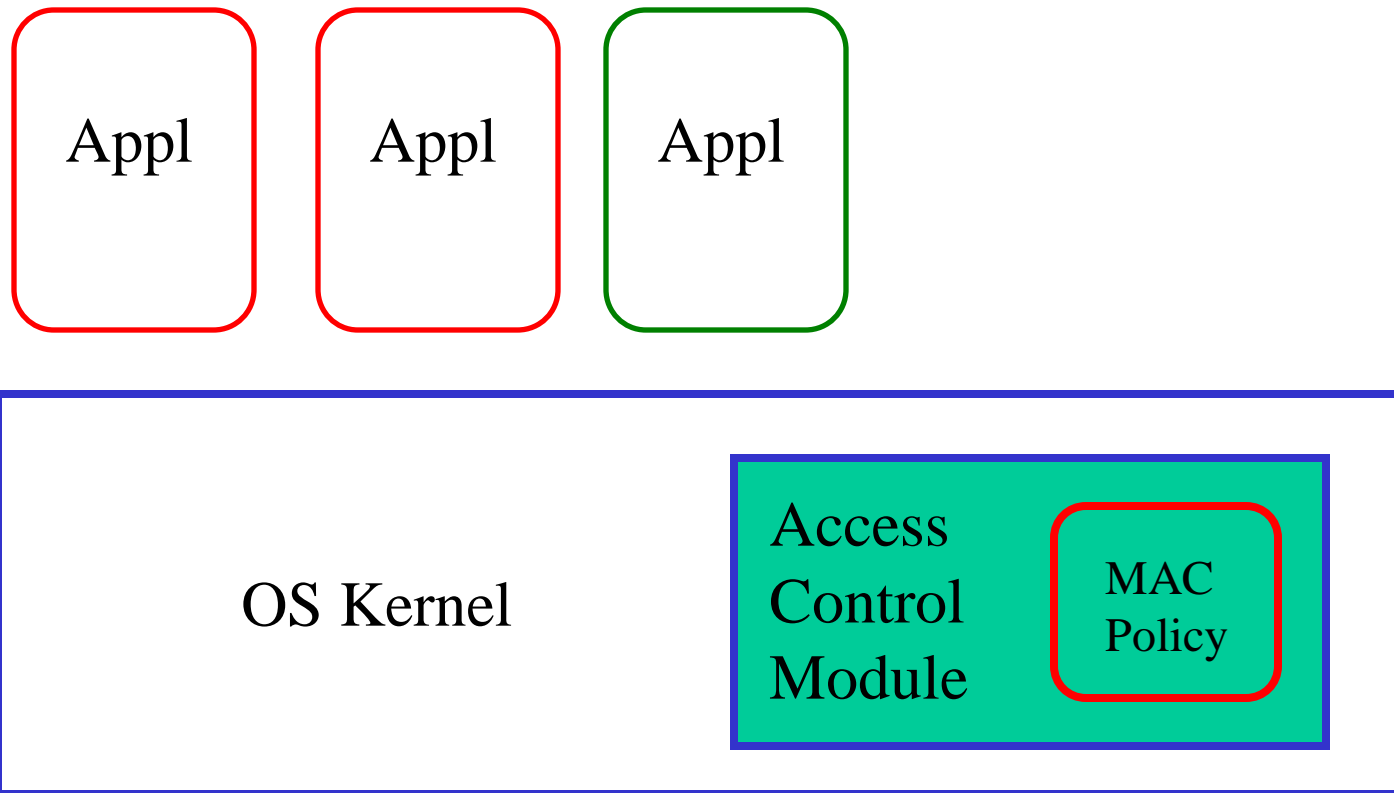 Appl
Appl
Appl
OS Kernel
Access
Control
Module
MAC
Policy